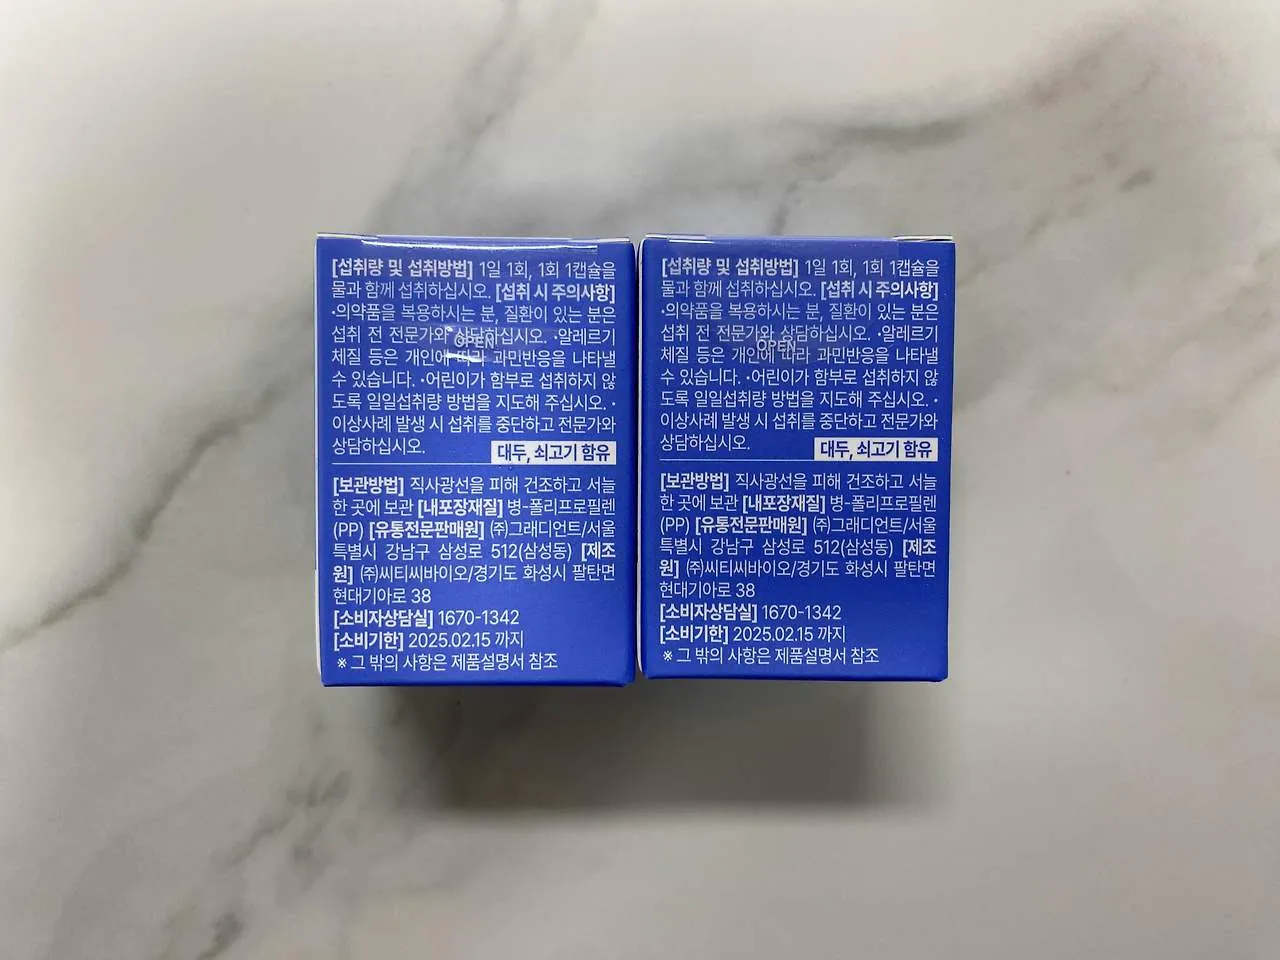 [섭취량 및 섭취방법] 1일 1회, 1회 1캡슐을
물과 함께 섭취하십시오. [섭취 시 주의사항]
·의약품을 복용하시는 분, 질환이 있는 분은
섭취 전 전문가와 상담하십시오. ·알레르기
체질 등은 개인에 따라 과민반응을 나타낼
수 있습니다. ·어린이가 함부로 섭취하지 않
도록 일일섭취량 방법을 지도해 주십시오. ·
이상사례 발생 시 섭취를 중단하고 전문가와
상담하십시오.
대두, 쇠고기 함유
[보관방법] 직사광선을 피해 건조하고 서늘
한 곳에 보관 [내포장재질] 병-폴리프로필렌
(PP) [유통전문판매원] ㈜그래디언트/서울
특별시 강남구 삼성로 512(삼성동) [제조
원] ㈜씨티씨바이오/경기도 화성시 팔탄면
현대기아로 38
[소비자상담실] 1670-1342
[소비기한] 2025.02.15 까지
※ 그 밖의 사항은 제품설명서 참조
OPEN
[섭취량 및 섭취방법] 1일 1회, 1회 1캡슐을
물과 함께 섭취하십시오. [섭취 시 주의사항]
·의약품을 복용하시는 분, 질환이 있는 분은
섭취 전 전문가와 상담하십시오. ·알레르기
체질 등은 개인에 따라 과민반응을 나타낼
수 있습니다. ·어린이가 함부로 섭취하지 않
도록 일일섭취량 방법을 지도해 주십시오. ·
이상사례 발생 시 섭취를 중단하고 전문가와
상담하십시오.
대두, 쇠고기 함유
[보관방법] 직사광선을 피해 건조하고 서늘
한 곳에 보관 [내포장재질] 병-폴리프로필렌
(PP) [유통전문판매원] ㈜그래디언트/서울
특별시 강남구 삼성로 512(삼성동) [제조
원] ㈜씨티씨바이오/경기도 화성시 팔탄면
현대기아로 38
[소비자상담실] 1670-1342
[소비기한] 2025.02.15 까지
※ 그 밖의 사항은 제품설명서 참조
OPEN